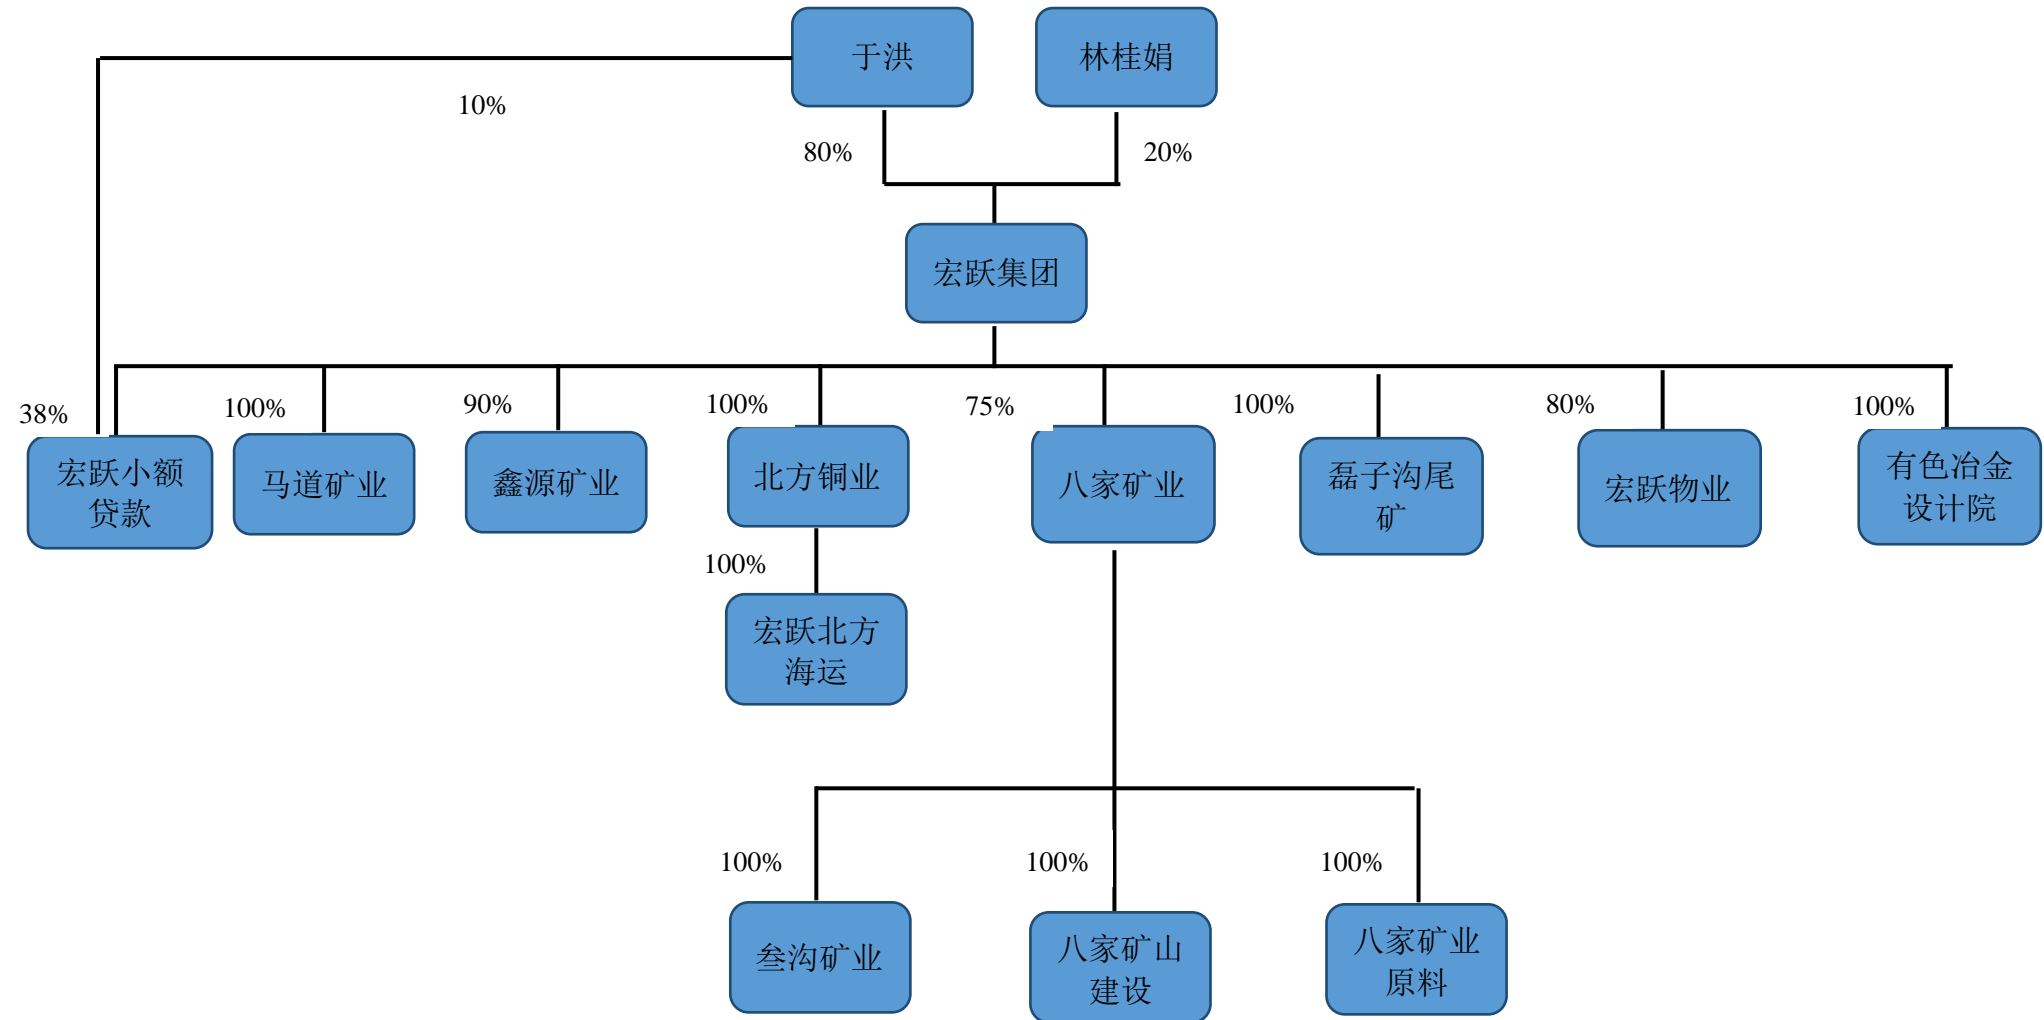 于洪
林桂娟
10%
80%
20%
宏跃集团
38%
100%
90%
100%
75%
100%
80%
100%
宏跃小额
贷款
马道矿业
鑫源矿业
北方铜业
八家矿业
磊子沟尾
矿
宏跃物业
有色冶金
设计院
100%
宏跃北方
海运
100%
100%
100%
叁沟矿业
八家矿山
建设
八家矿业
原料